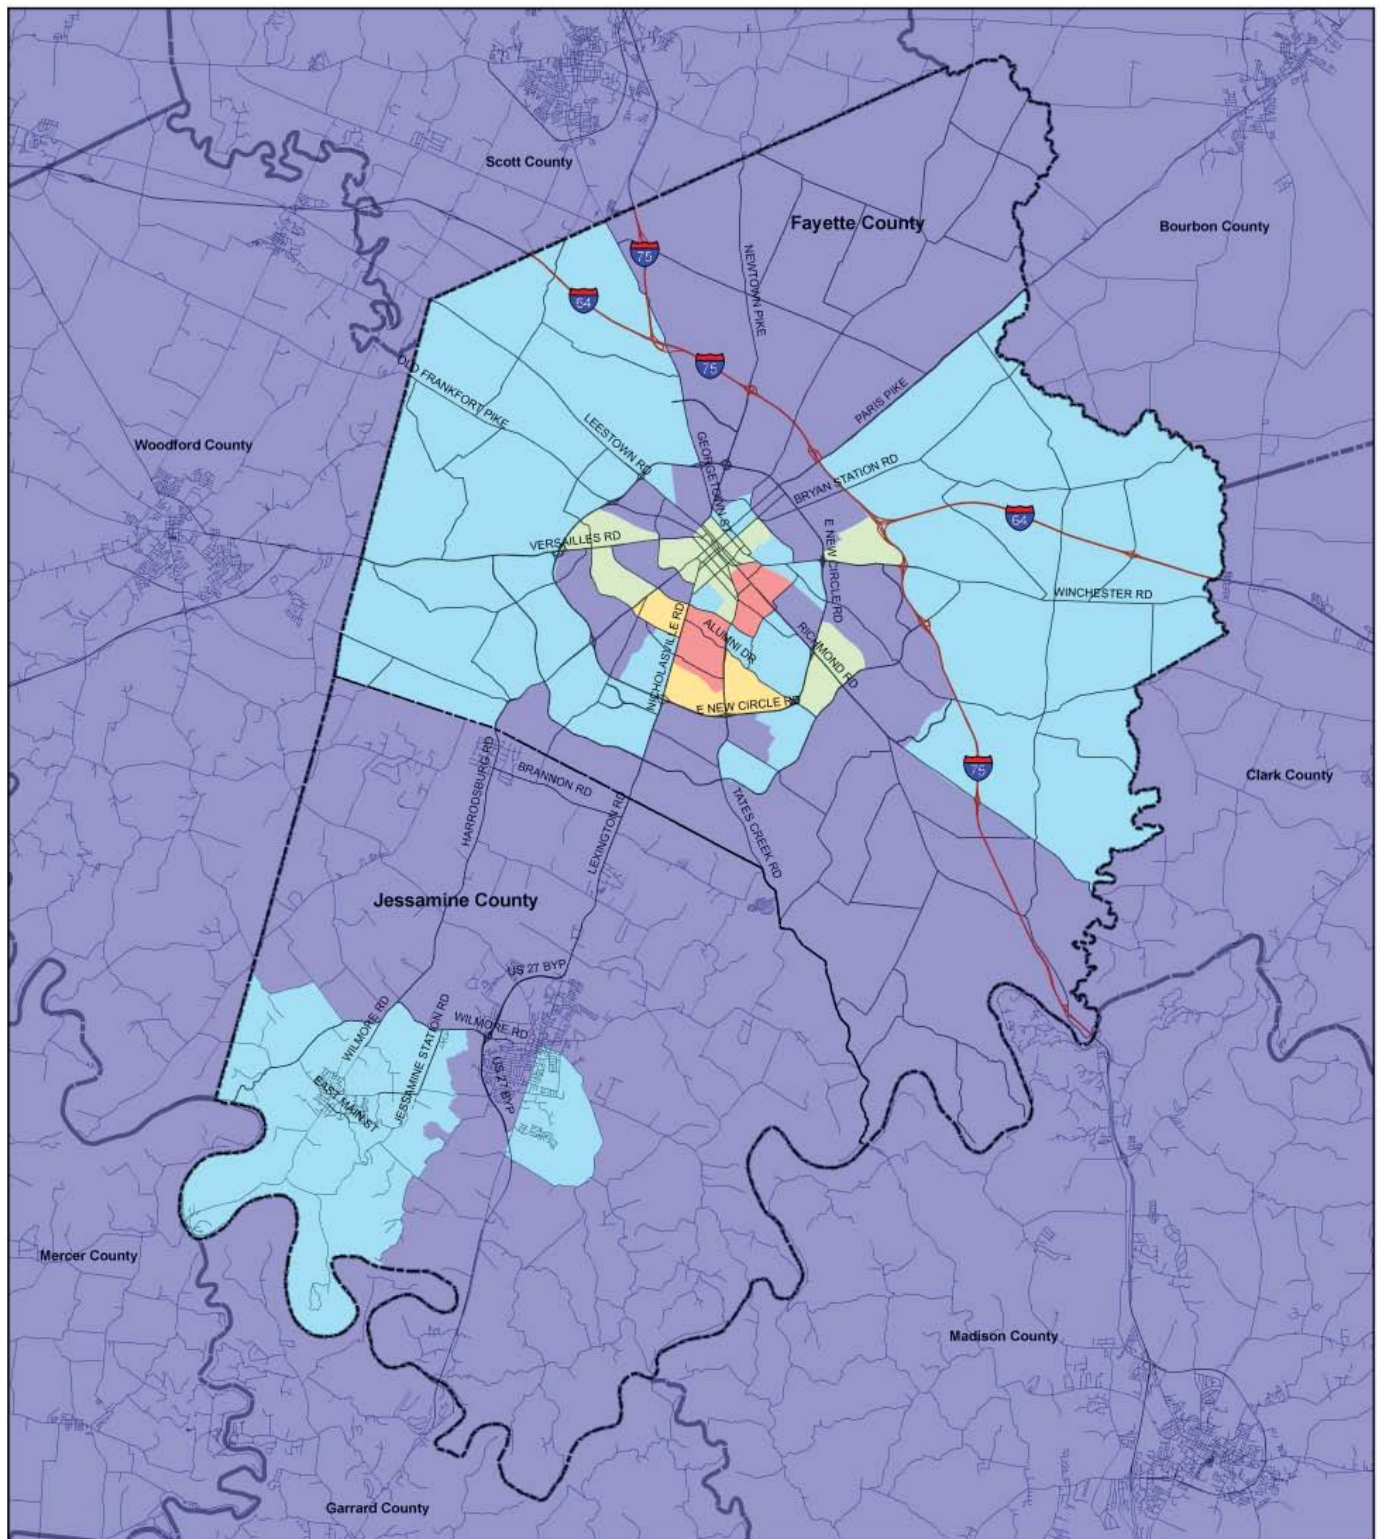 Scott County
Fayette County
Bourbon County
75
NEWTOWN PIKE
64
75
OLD FRANKFORT PIKE
PARIS PIKE
LEESTOWN RD
Woodford County
GEORGETOWN ST
BRYAN STATION RD
64
VERSAILLES RD
E NEW CIRCLE RD
WINCHESTER RD
NICHOLASVILLE RD
ALUMNI DR
RICHMOND RD
E NEW CIRCLE RD
75
Clark County
HARRODSBURG RD
BRANNON RD
LEXINGTON RD
TATES CREEK RD
Jessamine County
US 27 BYP
WILMORE RD
JESSAMINE STATION RD
WILMORE RD
US 27 BYP
EAST MAIN ST
Mercer County
Madison County
Garrard County